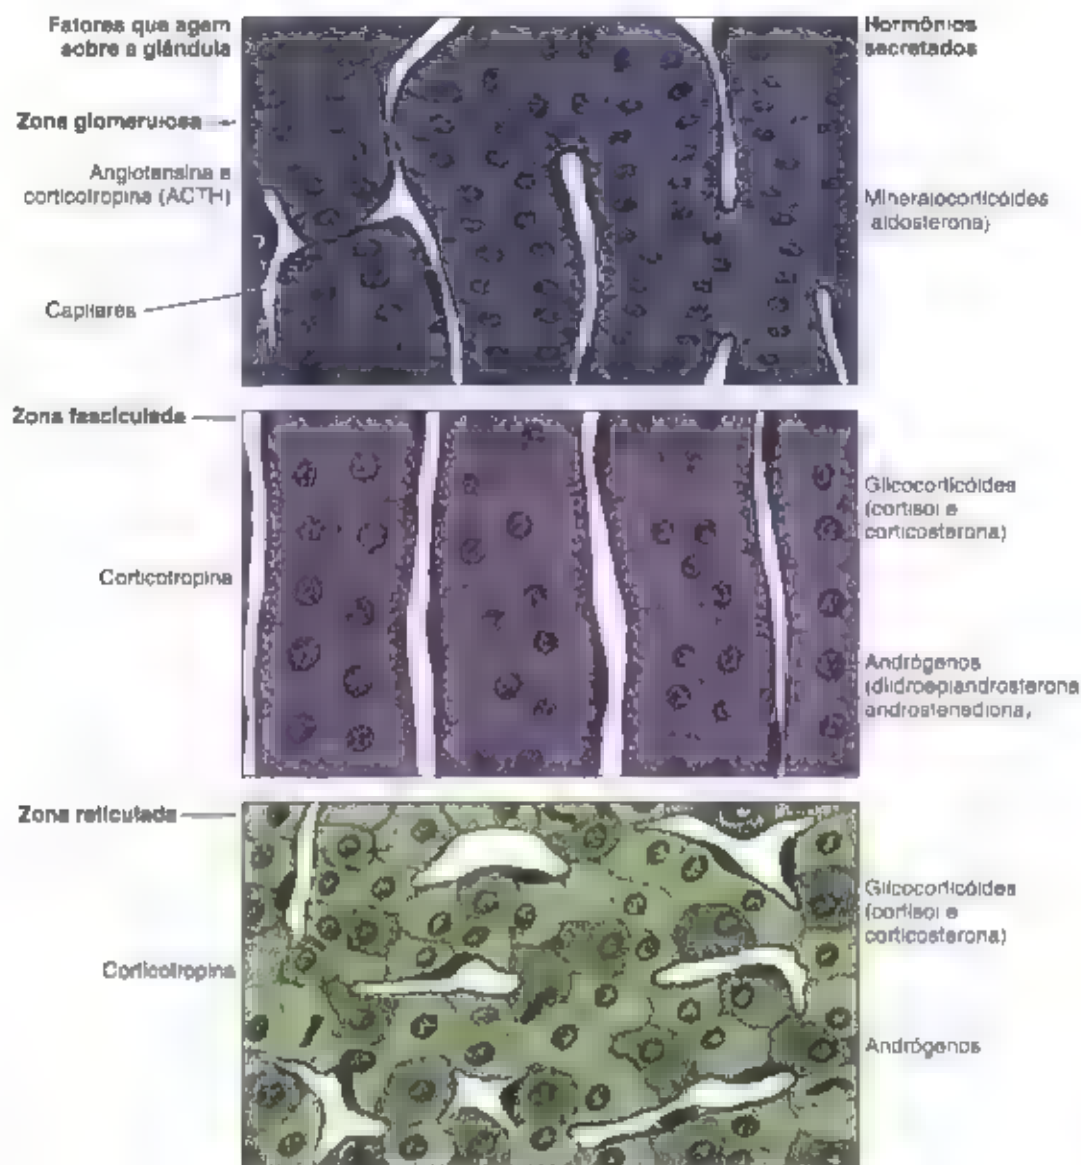 Fatores que agem
sobre a glândula
Hormônios
secretados
Zona glomerulosa
Angiotensina e
corticotropina (ACTH)
Mineralocorticóides
aldosterona)
Capilares
Zona fasciculada
Glicocorticóides
(cortisol e
corticosterona)
Corticotropina
Andrógenos
(diidroepiandrosterona
androstenediona,
Zona reticulada
Glicocorticóides
(cortisol e
corticosterona)
Corticotropina
Andrógenos